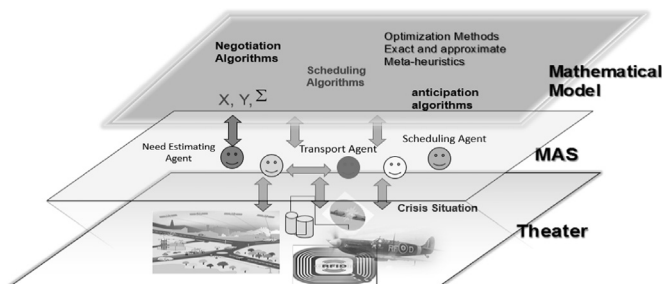 Optimization Methods
Exact and approximate
Meta-heuristics
Negotiation
Algorithms
Scheduling
Algorithms
Mathematical
Model
X, Y, Σ
anticipation
algorithms
Need Estimating
Agent
Transport Agent
Scheduling Agent
MAS
Crisis Situation
Theater
RFID